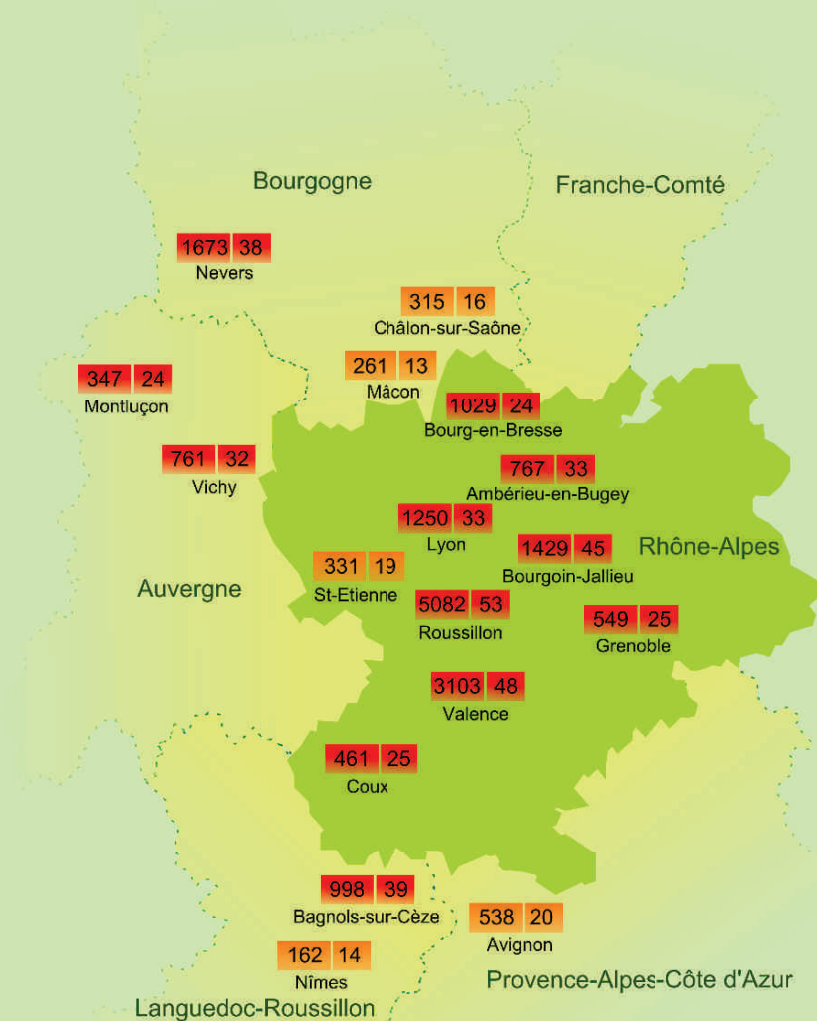 Bourgogne
Franche-Comté
1673 38
Nevers
315 16
Châlon-sur-Saône
261 13
Mâcon
347 24
Montluçon
1029 24
Bourg-en-Bresse
761 32
Vichy
767 33
Ambérieu-en-Bugey
1250 33
Lyon
1429 45
Bourgoin-Jallieu
Rhône-Alpes
331 19
St-Etienne
Auvergne
5082 53
Roussillon
549 25
Grenoble
3103 48
Valence
461 25
Coux
998 39
Bagnols-sur-Cèze
538 20
Avignon
162 14
Nîmes
Provence-Alpes-Côte d'Azur
Languedoc-Roussillon